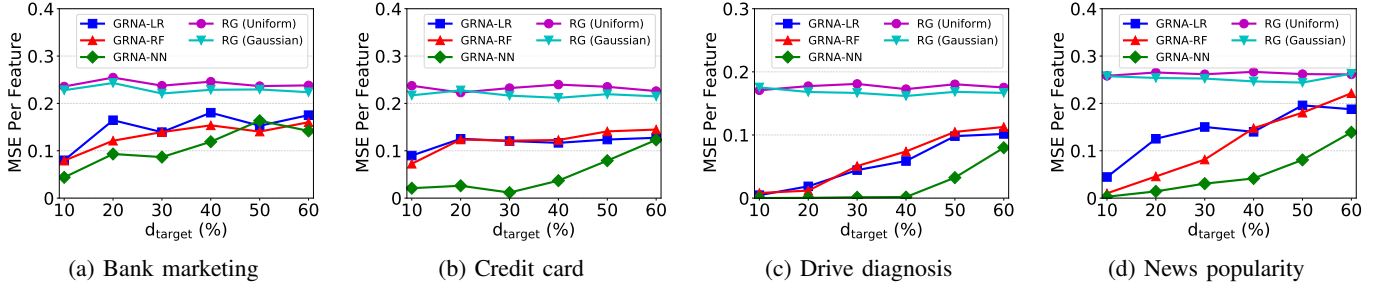 0.4
0.3
0.2
0.1
0
MSE Per Feature
GRNA-LR
GRNA-RF
GRNA-NN
RG (Uniform)
RG (Gaussian)
10 20 30 40 50 60
d_target (%)
(a) Bank marketing
0.4
0.3
0.2
0.1
0
MSE Per Feature
GRNA-LR
GRNA-RF
GRNA-NN
RG (Uniform)
RG (Gaussian)
10 20 30 40 50 60
d_target (%)
(b) Credit card
0.3
0.2
0.1
0
MSE Per Feature
GRNA-LR
GRNA-RF
GRNA-NN
RG (Uniform)
RG (Gaussian)
10 20 30 40 50 60
d_target (%)
(c) Drive diagnosis
0.4
0.3
0.2
0.1
0.0
MSE Per Feature
GRNA-LR
GRNA-RF
GRNA-NN
RG (Uniform)
RG (Gaussian)
10 20 30 40 50 60
d_target (%)
(d) News popularity